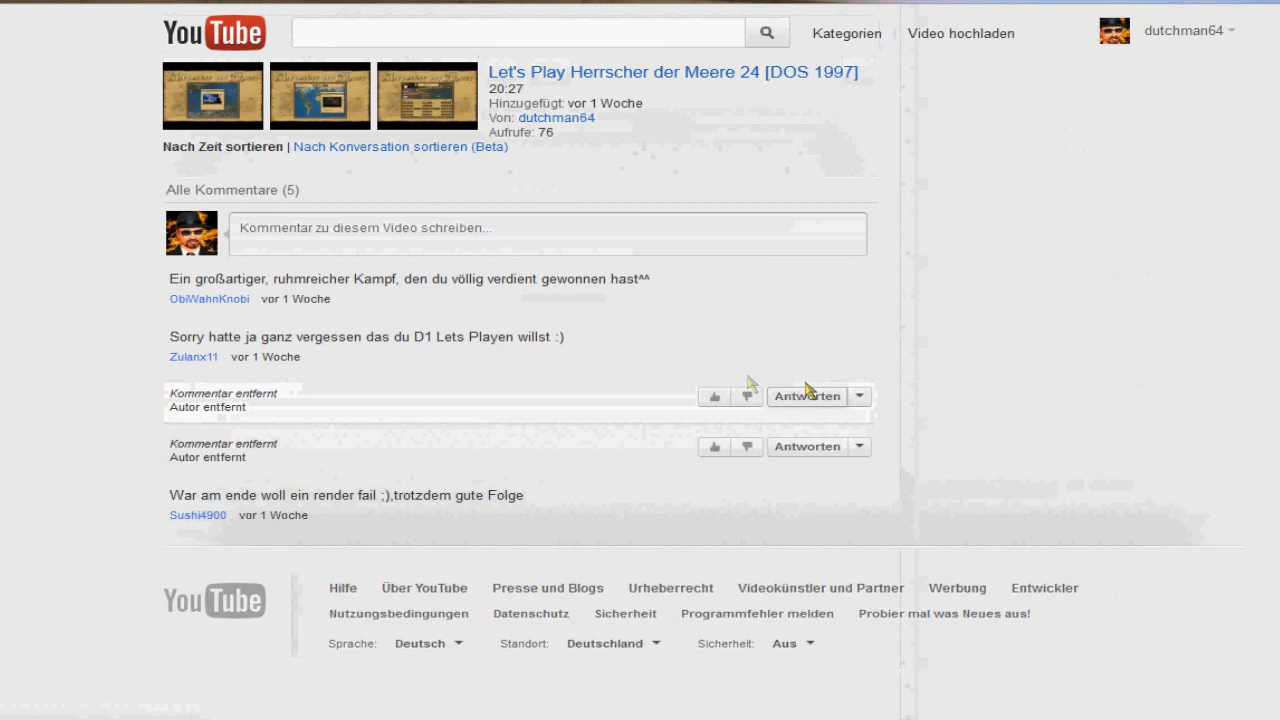 YouTube
Kategorien
Video hochladen
dutchman64
Let's Play Herrscher der Meere 24 [DOS 1997]
20:27
Hinzugefügt: vor 1 Woche
Von: dutchman64
Aufrufe: 76
Nach Zeit sortieren | Nach Konversation sortieren (Beta)
Alle Kommentare (5)
Kommentar zu diesem Video schreiben...
Ein großartiger, ruhmreicher Kampf, den du völlig verdient gewonnen hast^^
ObiWahnKnobi vor 1 Woche
Sorry hatte ja ganz vergessen das du D1 Lets Playen willst :)
Zulanx11 vor 1 Woche
Kommentar entfernt
Autor entfernt
Antworten
Kommentar entfernt
Autor entfernt
Antworten
War am ende woll ein render fail ;),trotzdem gute Folge
Sushi4900 vor 1 Woche
YouTube
Hilfe Über YouTube Presse und Blogs Urheberrecht Videokünstler und Partner Werbung Entwickler
Nutzungsbedingungen Datenschutz Sicherheit Programmfehler melden Probier mal was Neues aus!
Sprache: Deutsch Standort: Deutschland Sicherheit: Aus